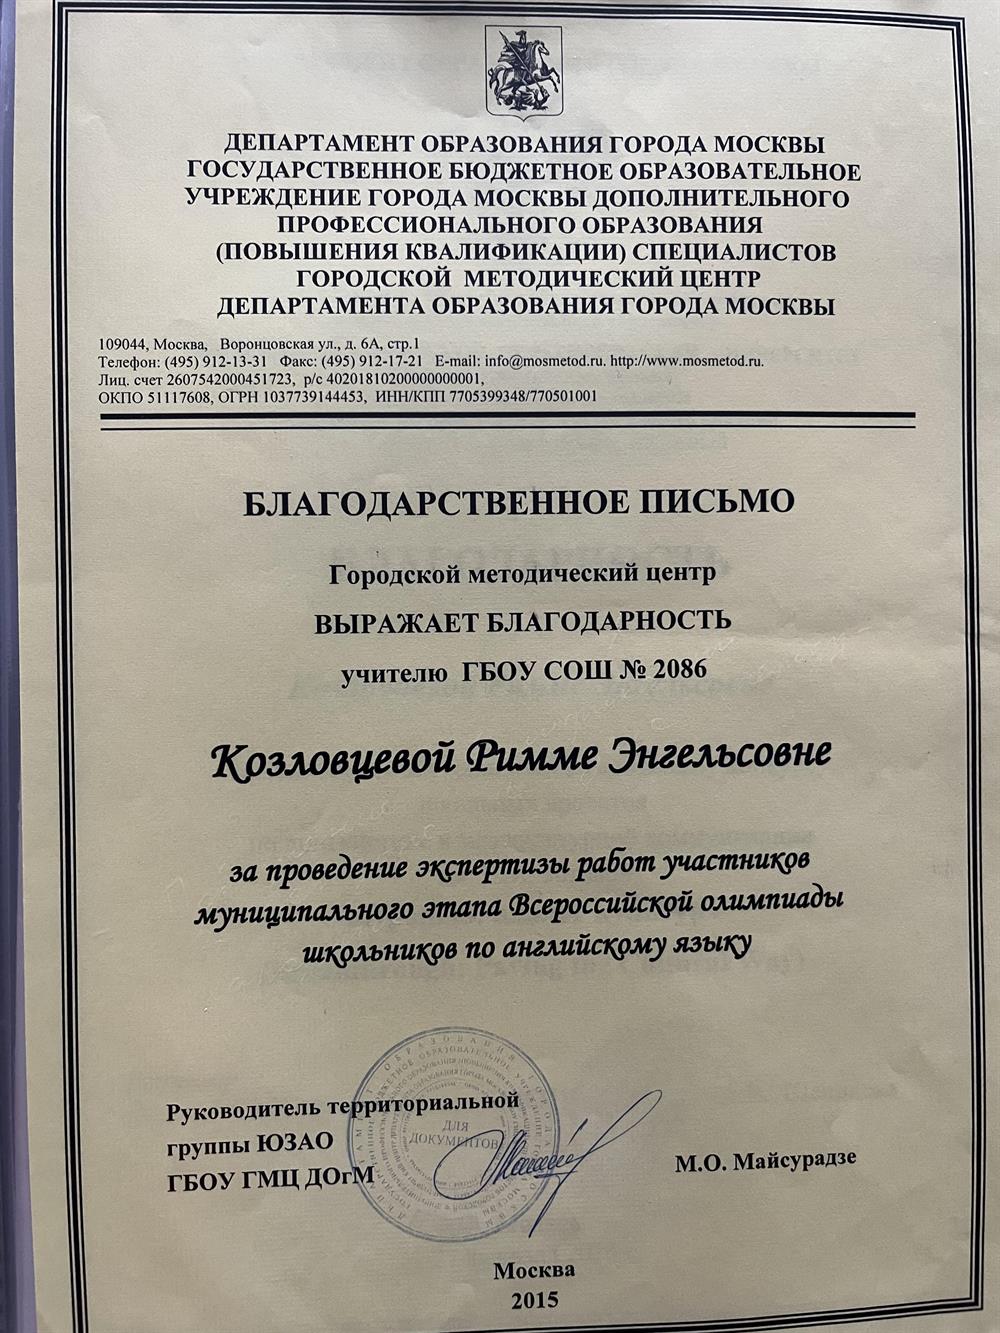 ДЕПАРТАМЕНТ ОБРАЗОВАНИЯ ГОРОДА МОСКВЫ
ГОСУДАРСТВЕННОЕ БЮДЖЕТНОЕ ОБРАЗОВАТЕЛЬНОЕ
УЧРЕЖДЕНИЕ ГОРОДА МОСКВЫ ДОПОЛНИТЕЛЬНОГО
ПРОФЕССИОНАЛЬНОГО ОБРАЗОВАНИЯ
(ПОВЫШЕНИЯ КВАЛИФИКАЦИИ) СПЕЦИАЛИСТОВ
ГОРОДСКОЙ МЕТОДИЧЕСКИЙ ЦЕНТР
ДЕПАРТАМЕНТА ОБРАЗОВАНИЯ ГОРОДА МОСКВЫ
109044, Москва, Воронцовская ул., д. 6А, стр.1
Телефон: (495) 912-13-31 Факс: (495) 912-17-21 E-mail: info@mosmetod.ru. http://www.mosmetod.ru.
Лиц. счет 2607542000451723, р/с 40201810200000000001,
ОКПО 51117608, ОГРН 1037739144453, ИНН/КПП 7705399348/770501001
БЛАГОДАРСТВЕННОЕ ПИСЬМО
Городской методический центр
ВЫРАЖАЕТ БЛАГОДАРНОСТЬ
учителю ГБОУ СОШ № 2086
Козловцевой Римме Энгельсовне
за проведение экспертизы работ участников
муниципального этапа Всероссийской олимпиады
школьников по английскому языку
Руководитель территориальной
группы ЮЗАО
ГБОУ ГМЦ ДОгМ
ДЛЯ
ДОКУМЕНТОВ
М.О. Майсурадзе
Москва
2015